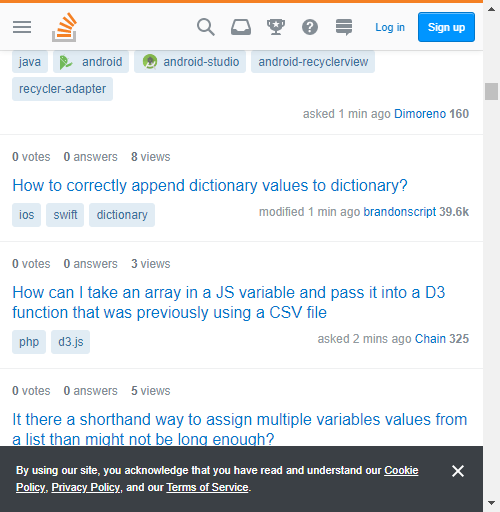 Log in Sign up
java android android-studio android-recyclerview
recycler-adapter
asked 1 min ago Dimoreno 160
0 votes 0 answers 8 views
How to correctly append dictionary values to dictionary?
ios swift dictionary
modified 1 min ago brandonscript 39.6k
0 votes 0 answers 3 views
How can I take an array in a JS variable and pass it into a D3
function that was previously using a CSV file
php d3.js
asked 2 mins ago Chain 325
0 votes 0 answers 5 views
It there a shorthand way to assign multiple variables values from
a list than might not be long enough?
By using our site, you acknowledge that you have read and understand our Cookie
Policy, Privacy Policy, and our Terms of Service.